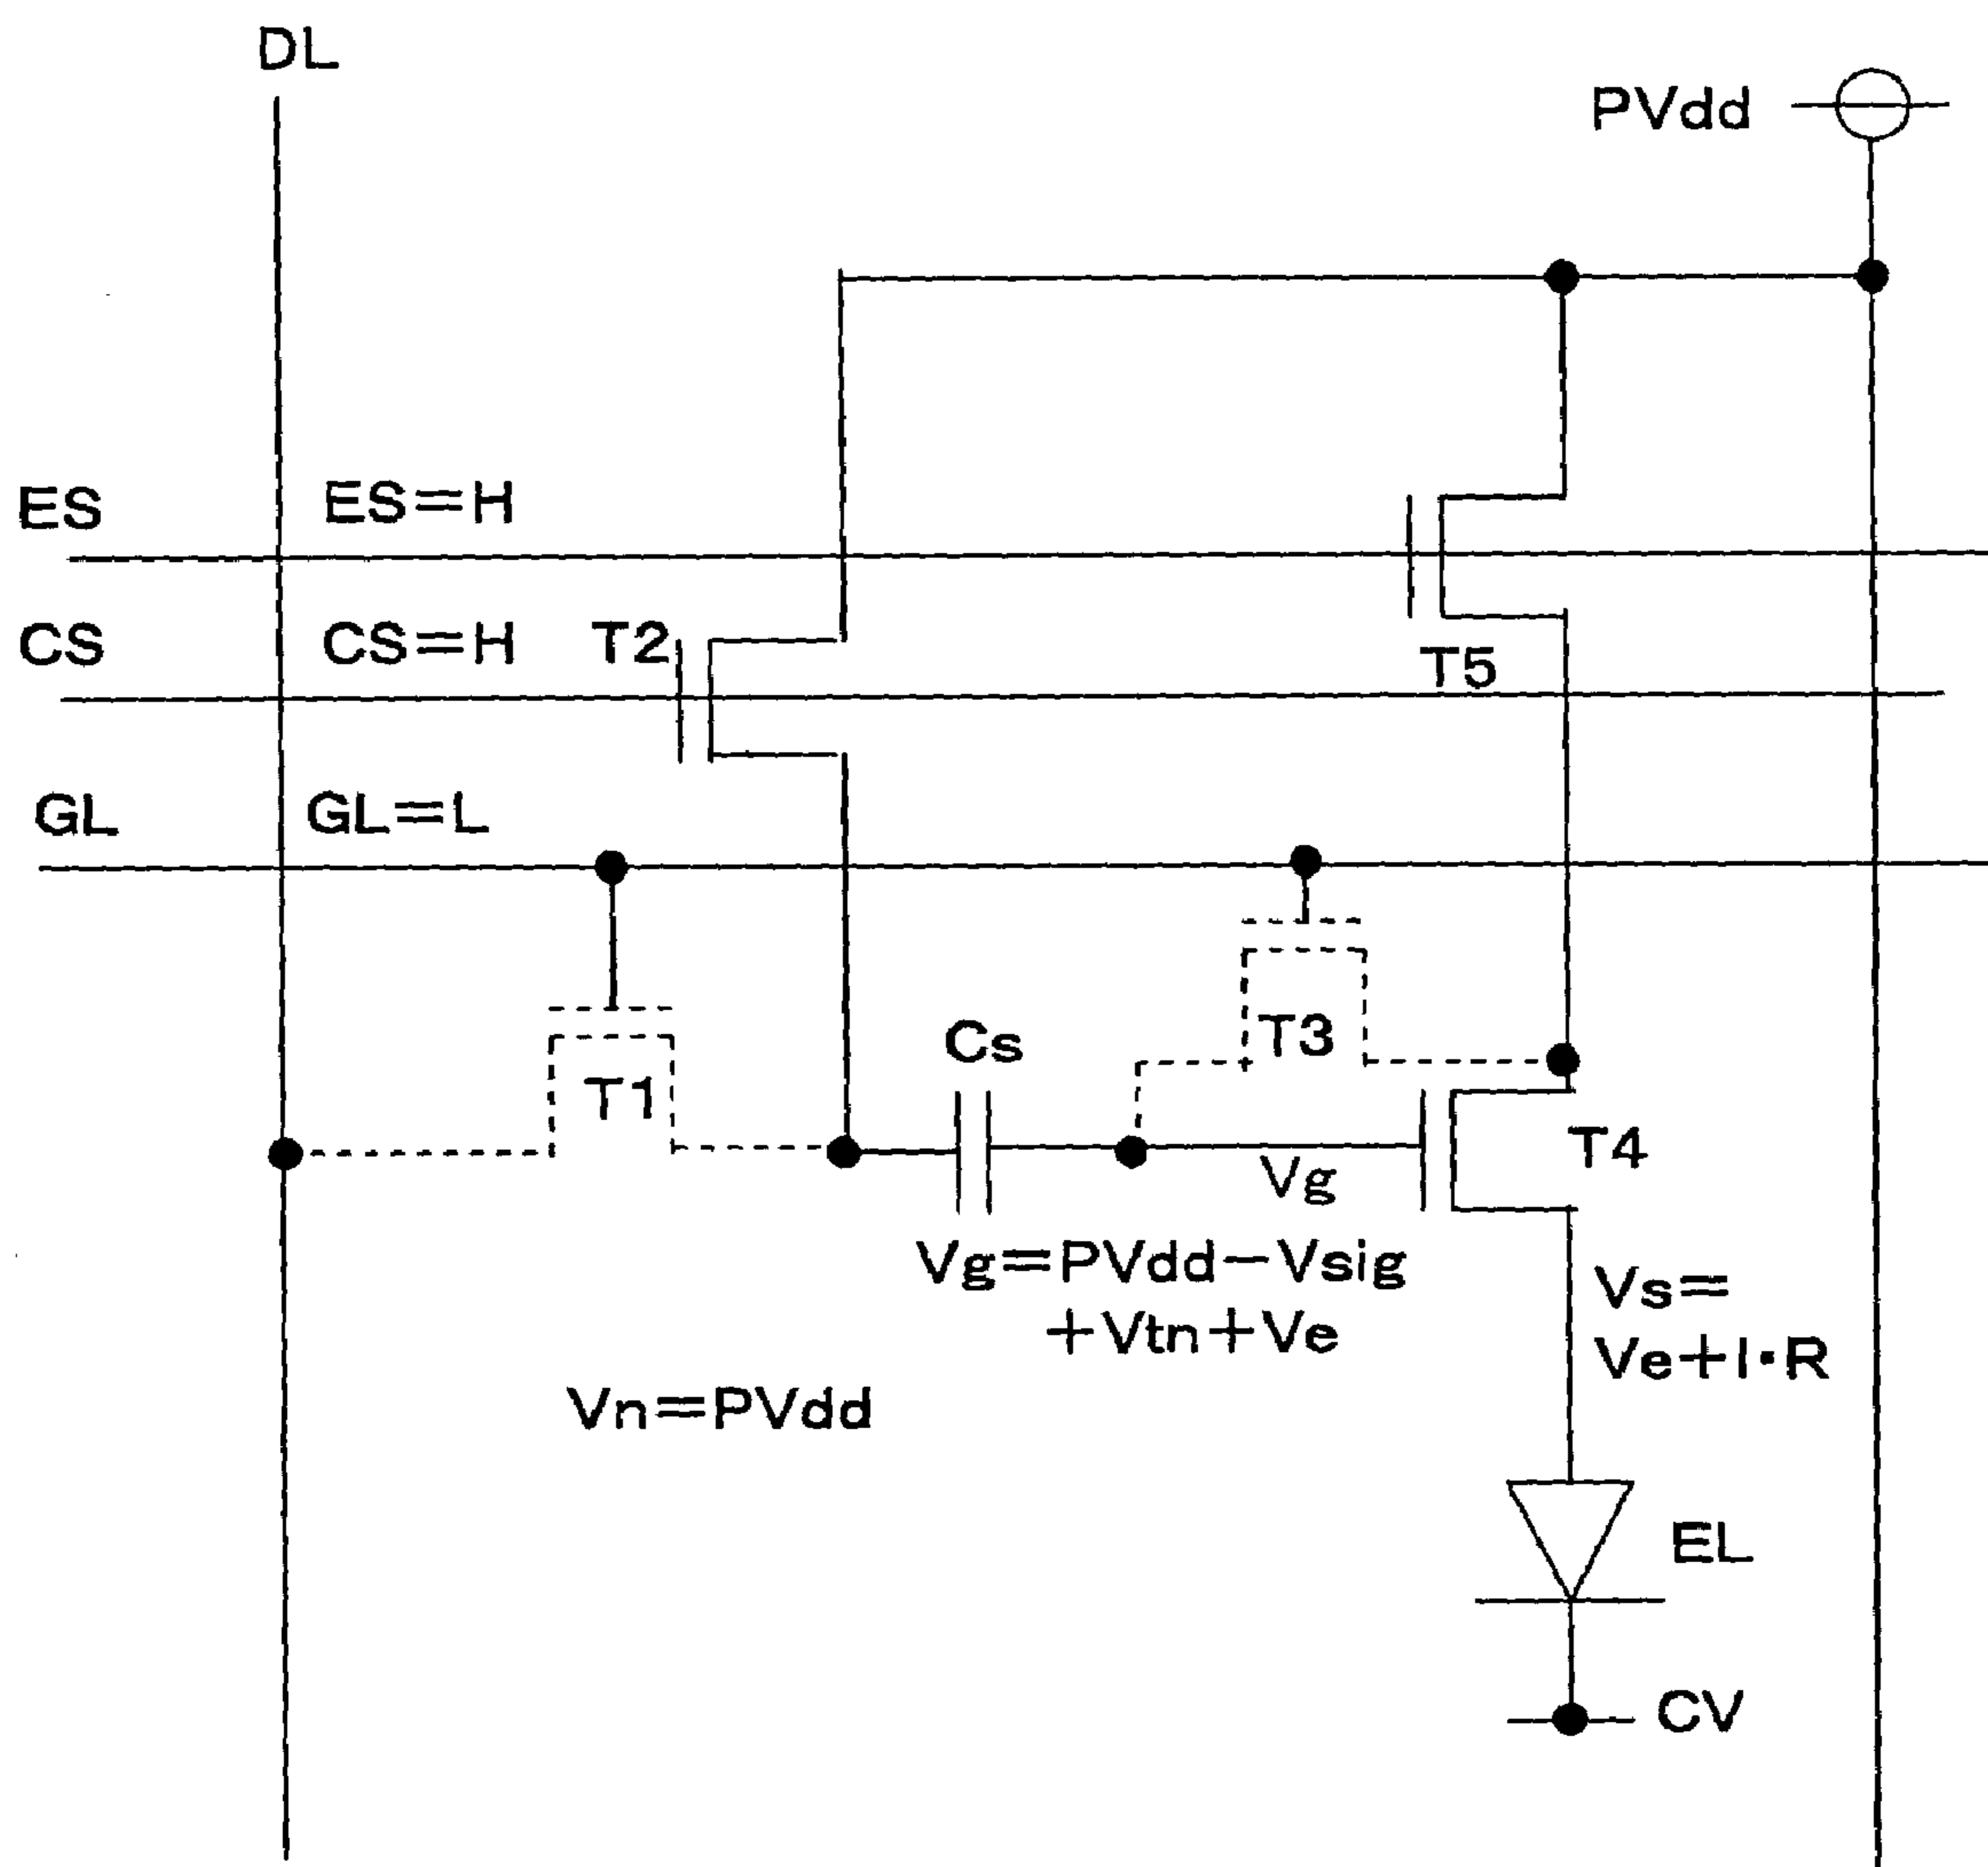 DL
PVdd
ES
ES=H
CS
CS=H
T2
T5
GL
GL=L
T1
Cs
T3
T4
Vg
Vg=PVdd−Vsig
+Vtn+Ve
Vs=
Ve+I·R
Vn=PVdd
EL
CV